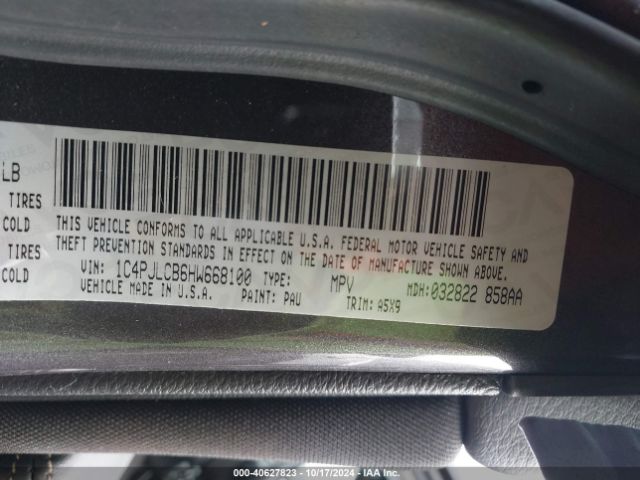 LB
TIRES
COLD
TIRES
COLD
THIS VEHICLE CONFORMS TO ALL APPLICABLE U.S.A. FEDERAL MOTOR VEHICLE SAFETY AND
THEFT PREVENTION STANDARDS IN EFFECT ON THE DATE OF MANUFACTURE SHOWN ABOVE.
VIN: 1C4PJLCB6HW668100 TYPE: MPV MDH:032822 858AA
VEHICLE MADE IN U.S.A. PAINT: PAU TRIM: A5X9
000-40627823 | 10/17/2024 | IAA Inc.